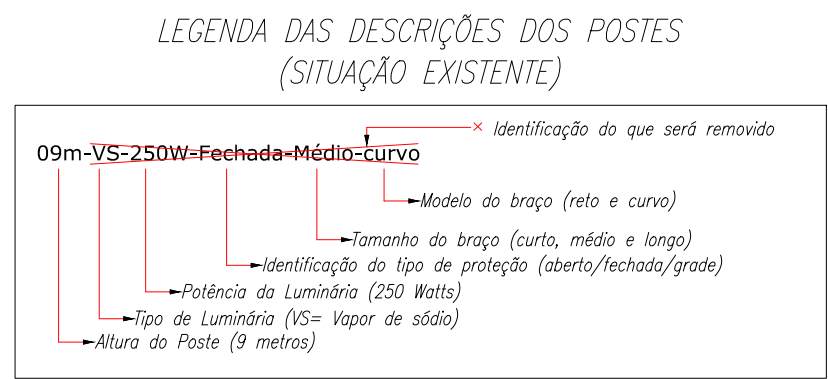 LEGENDA DAS DESCRIÇÕES DOS POSTES
(SITUAÇÃO EXISTENTE)
× Identificação do que será removido
09m-VS-250W-Fechada-Médio-curvo
Modelo do braço (reto e curvo)
Tamanho do braço (curto, médio e longo)
Identificação do tipo de proteção (aberto/fechada/grade)
Potência da Luminária (250 Watts)
Tipo de Luminária (VS= Vapor de sódio)
Altura do Poste (9 metros)